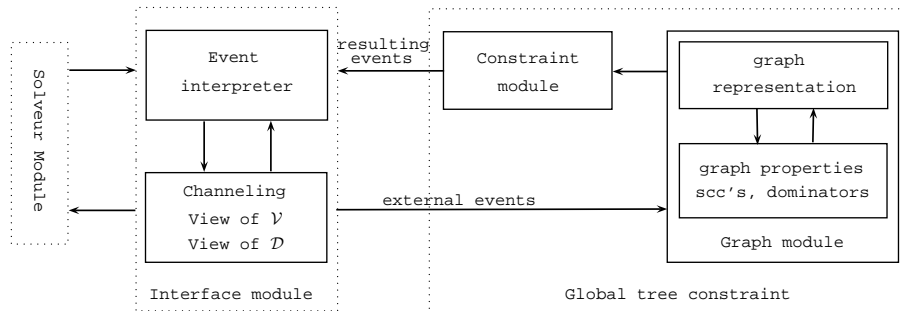 Solveur Module
Event
interpreter
Channeling
View of 𝒱
View of 𝒟
Interface module
resulting
events
external events
Constraint
module
graph
representation
graph properties
scc's, dominators
Graph module
Global tree constraint